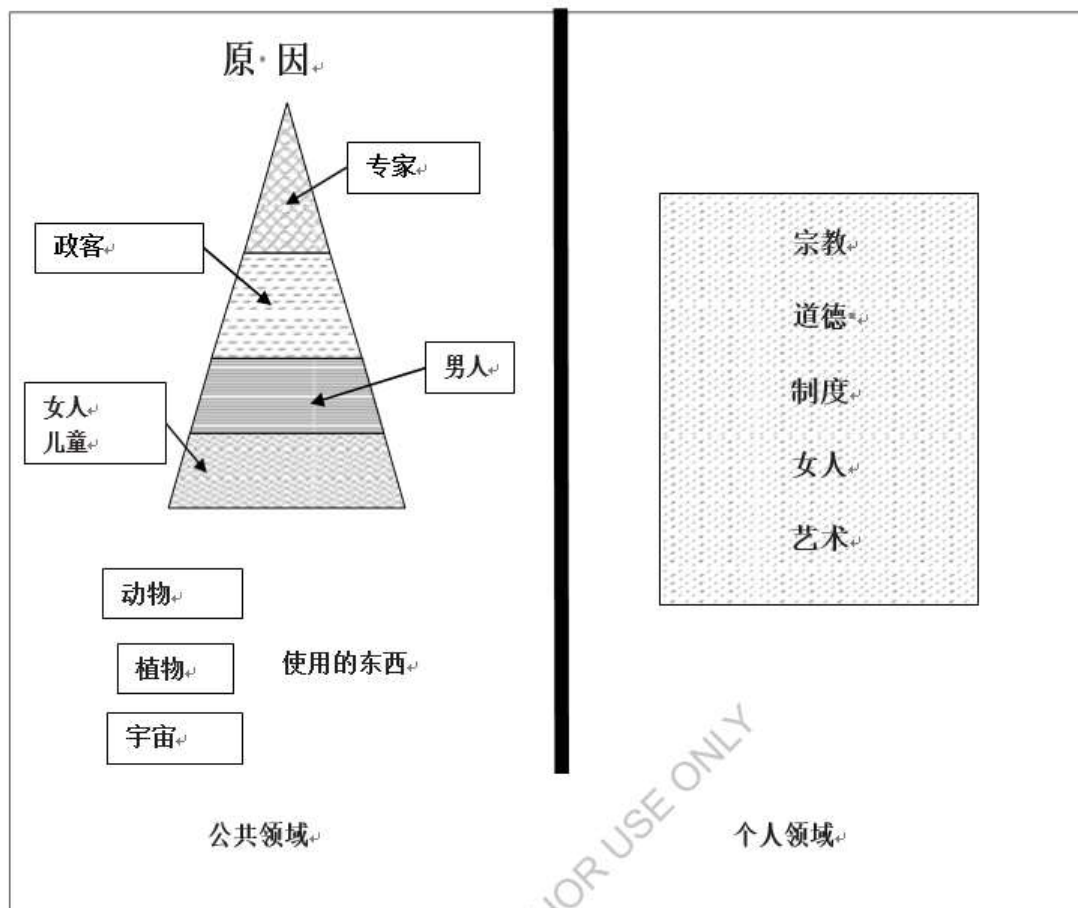 原·因
专家
政客
男人
女人
儿童
动物
植物
使用的东西
宇宙
公共领域
宗教
道德
制度
女人
艺术
个人领域
HOR USE ONLY